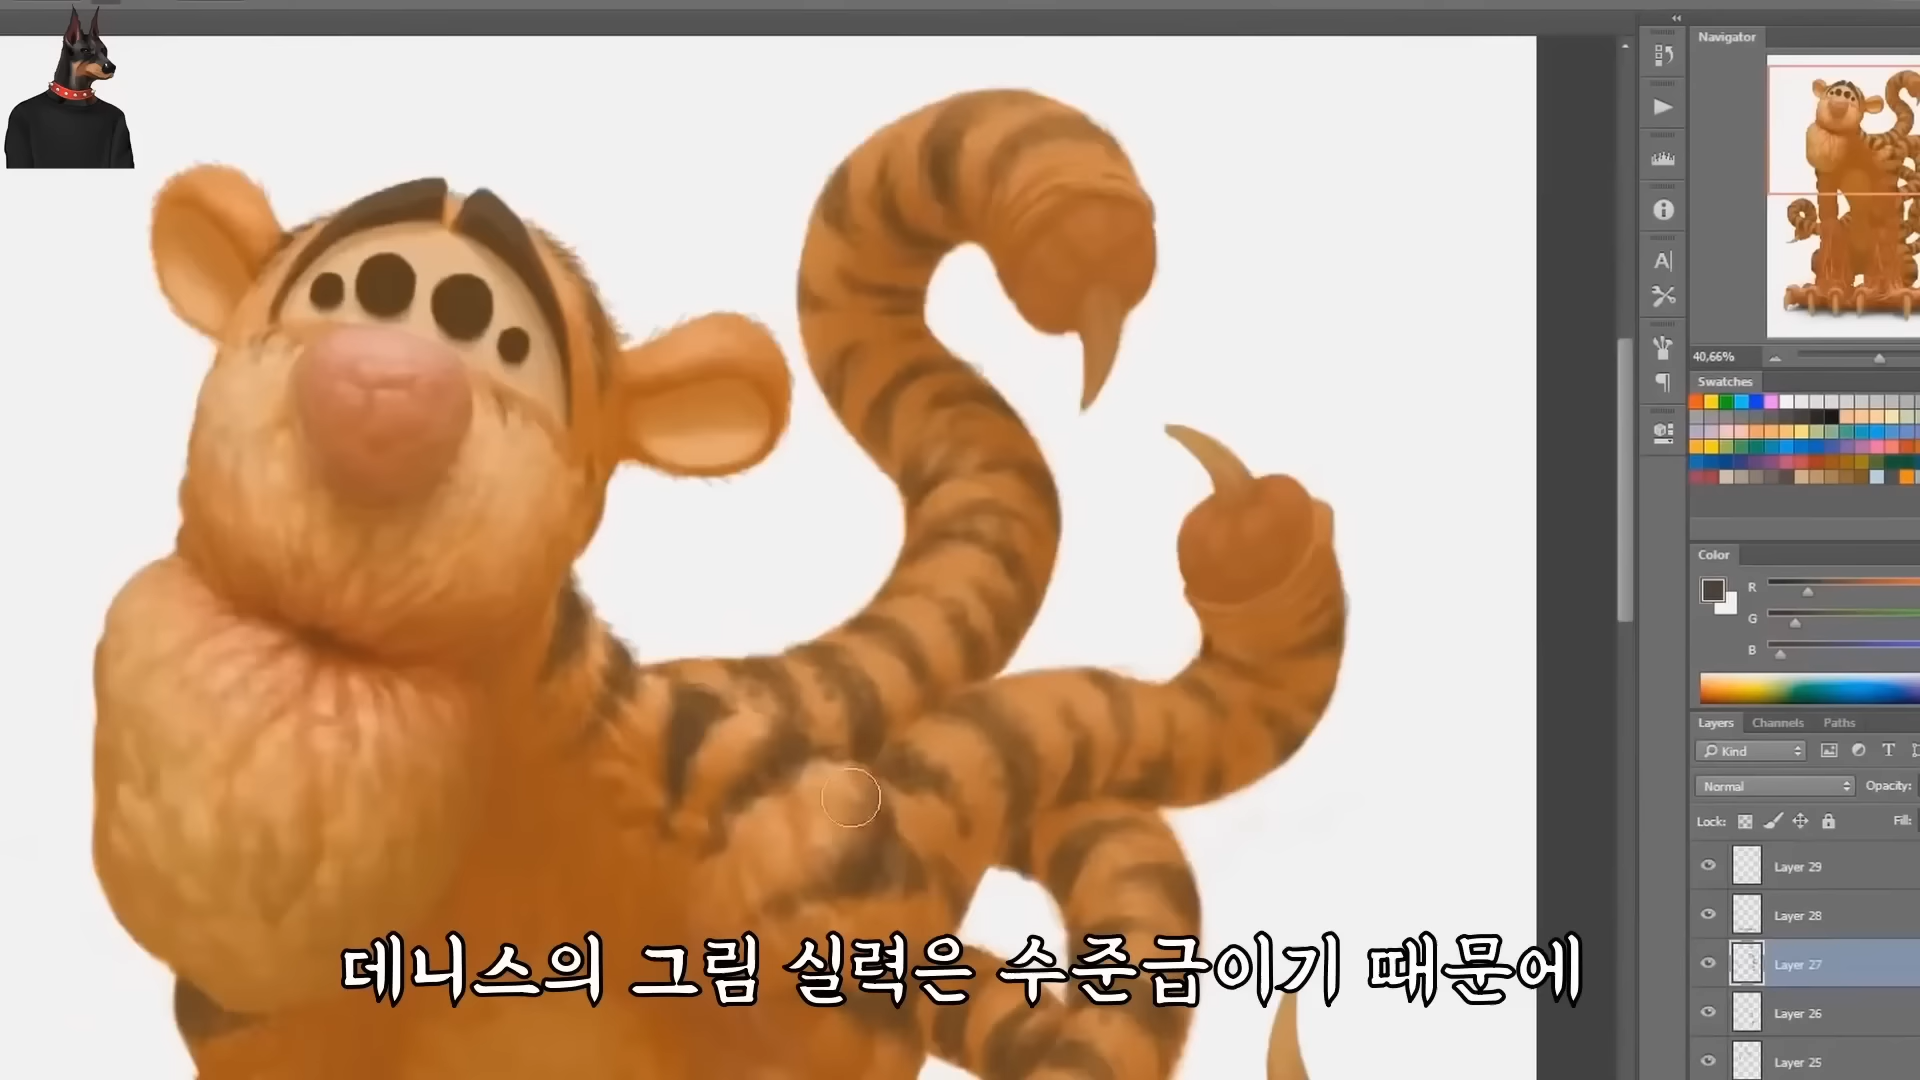 Navigator
40,66%
Swatches
Color
R
G
B
Layers Channels Paths
Kind
Normal Opacity:
Lock: Fill:
Layer 29
Layer 28
Layer 27
Layer 26
Layer 25
데니스의 그림 실력은 수준급이기 때문에